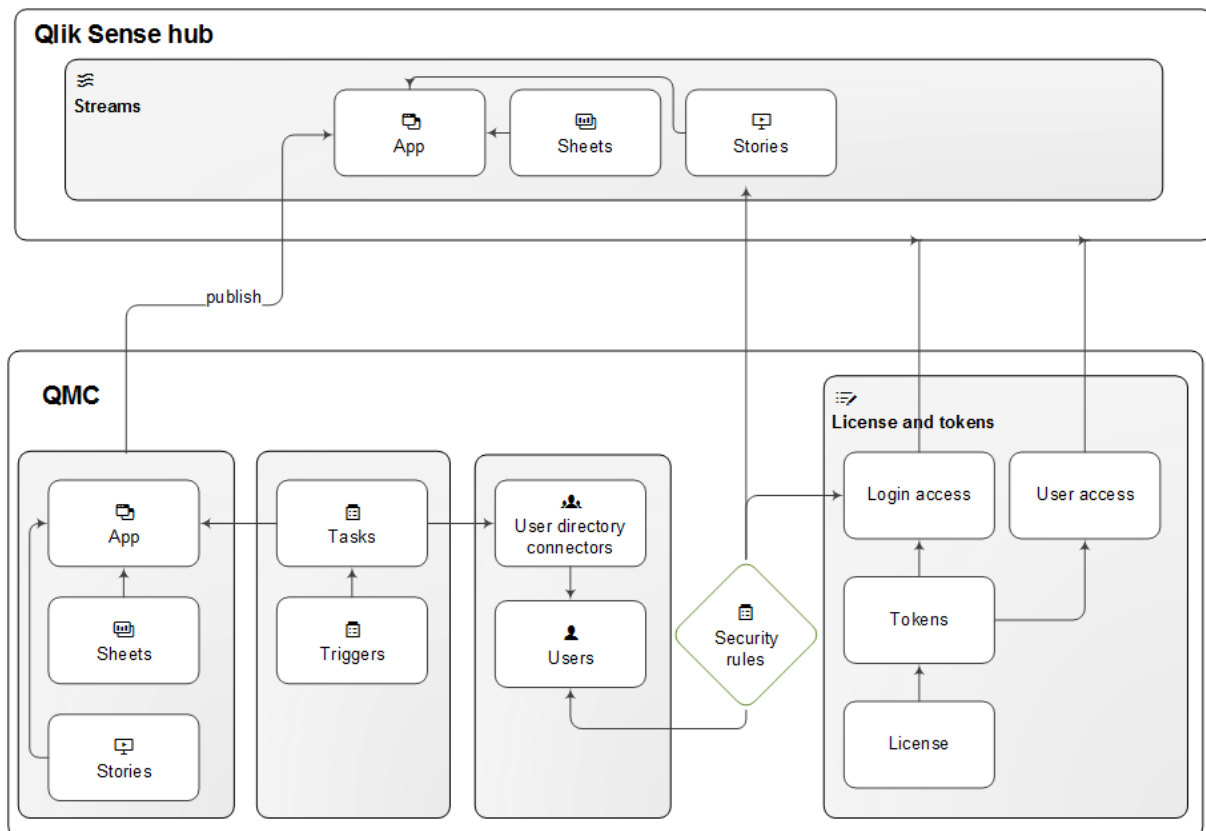 Qlik Sense hub
Streams
App
Sheets
Stories
publish
QMC
License and tokens
Login access
User access
App
Tasks
User directory
connectors
Sheets
Triggers
Users
Security
rules
Tokens
Stories
License